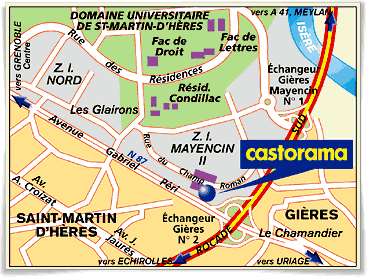 DOMAINE UNIVERSITAIRE
DE ST-MARTIN-D'HÈRES
vers A 41, MEYLAN
ISÈRE
vers GRENOBLE
Centre
Rue des Résidences
Fac de
Droit
Fac de
Lettres
Z. I.
NORD
Résid.
Condillac
Échangeur
Gières
Mayencin
N° 1
Les Glairons
Avenue Gabriel Péri
N 87
Rue du Champ Roman
Z. I.
MAYENCIN
II
SUD
castorama
Av.
A. Croizat
SAINT-MARTIN
D'HÈRES
Av. J.
Jaurès
Échangeur
Gières
N° 2
ROCADE
GIÈRES
Le Chamandier
vers ECHIROLLES
vers URIAGE